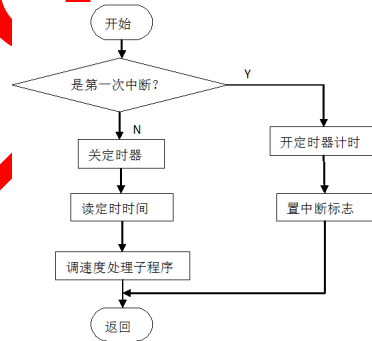 开始
是第一次中断？
Y
N
关定时器
开定时器计时
读定时时间
置中断标志
调速度处理子程序
返回